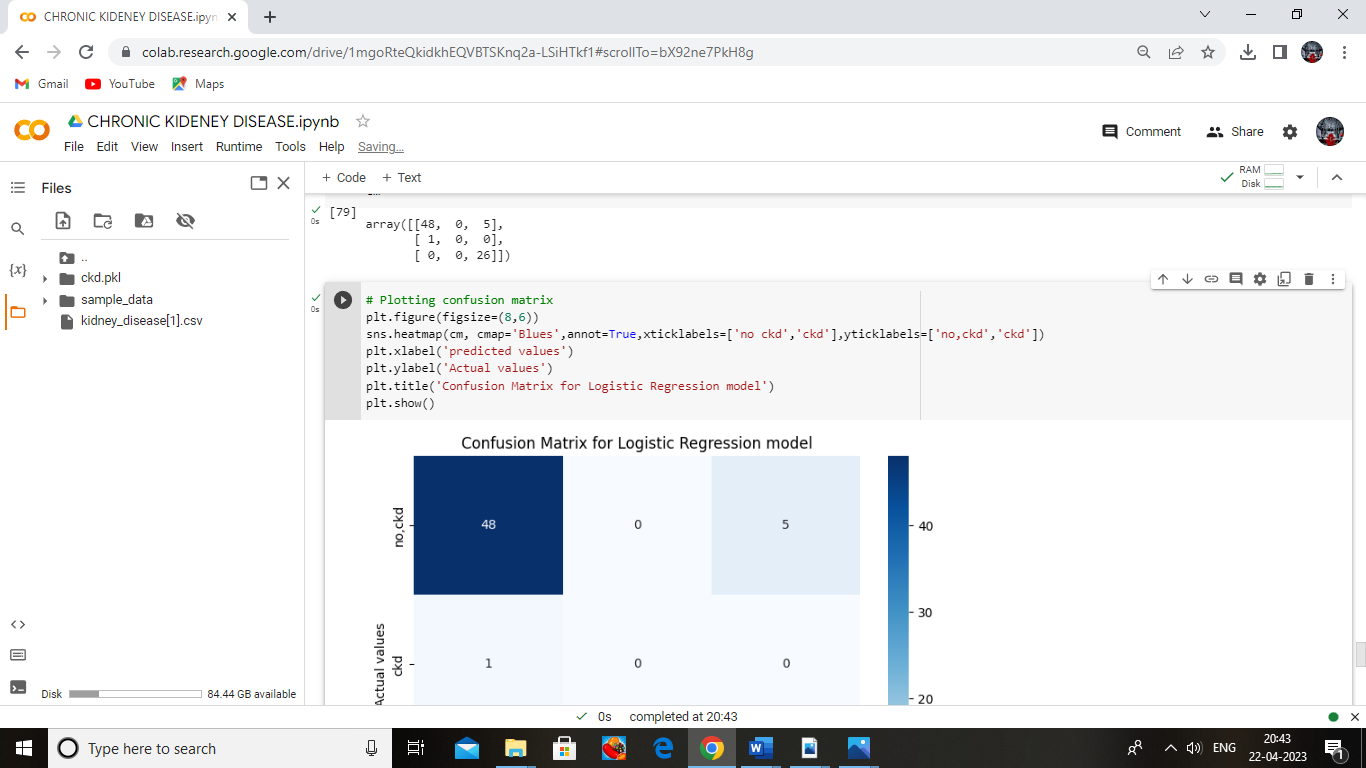 CHRONIC KIDENEY DISEASE.ipyn
colab.research.google.com/drive/1mgoRteQkidkhEQVBTSKnq2a-LSiHTkf1#scrollTo=bX92ne7PkH8g
Gmail YouTube Maps
CHRONIC KIDENEY DISEASE.ipynb
Comment Share
File Edit View Insert Runtime Tools Help Saving...
Files
+ Code + Text
RAM
Disk
{x}
..
ckd.pkl
sample_data
kidney_disease[1].csv
0s
[79]
array([[48, 0, 5],
[ 1, 0, 0],
[ 0, 0, 26]])
0s
# Plotting confusion matrix
plt.figure(figsize=(8,6))
sns.heatmap(cm, cmap='Blues',annot=True,xticklabels=['no ckd','ckd'],yticklabels=['no,ckd','ckd'])
plt.xlabel('predicted values')
plt.ylabel('Actual values')
plt.title('Confusion Matrix for Logistic Regression model')
plt.show()
Confusion Matrix for Logistic Regression model
no,ckd
48 0 5
40
30
Actual values
ckd
1 0 0
20
<>
Disk 84.44 GB available
0s completed at 20:43
Type here to search
ENG
20:43
22-04-2023
1